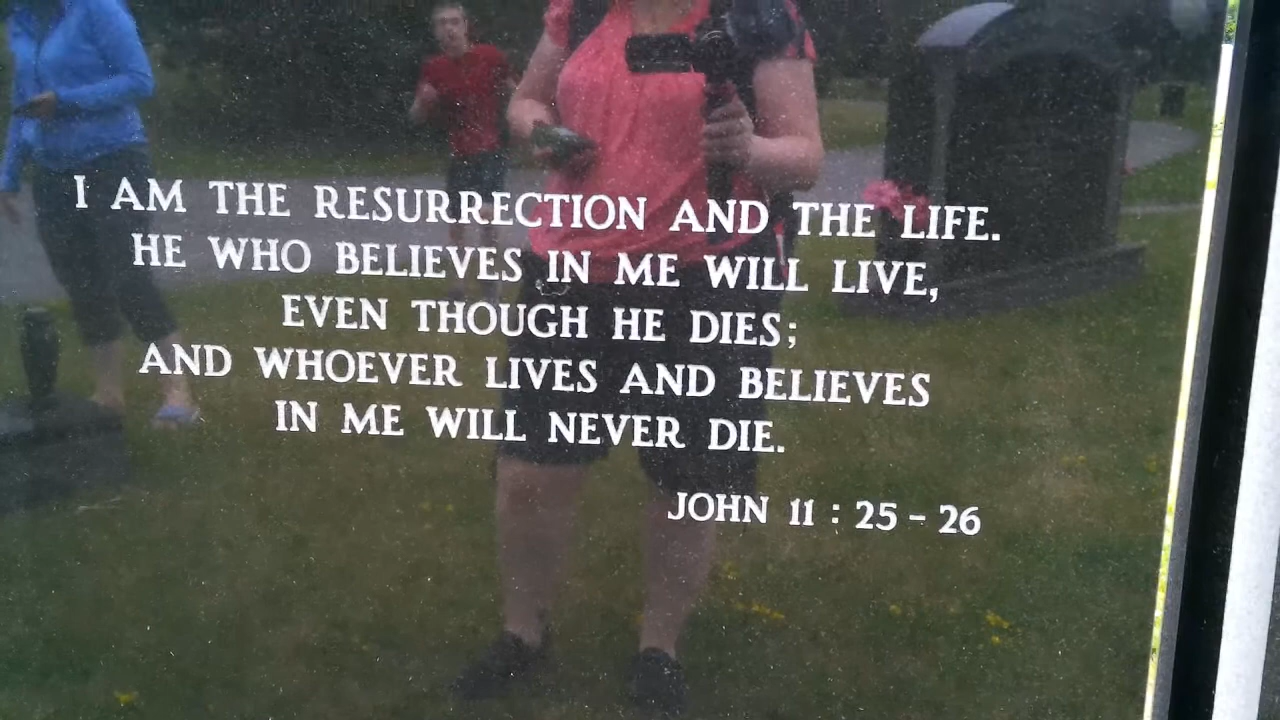 I AM THE RESURRECTION AND THE LIFE.
HE WHO BELIEVES IN ME WILL LIVE,
EVEN THOUGH HE DIES;
AND WHOEVER LIVES AND BELIEVES
IN ME WILL NEVER DIE.
JOHN 11 : 25 - 26